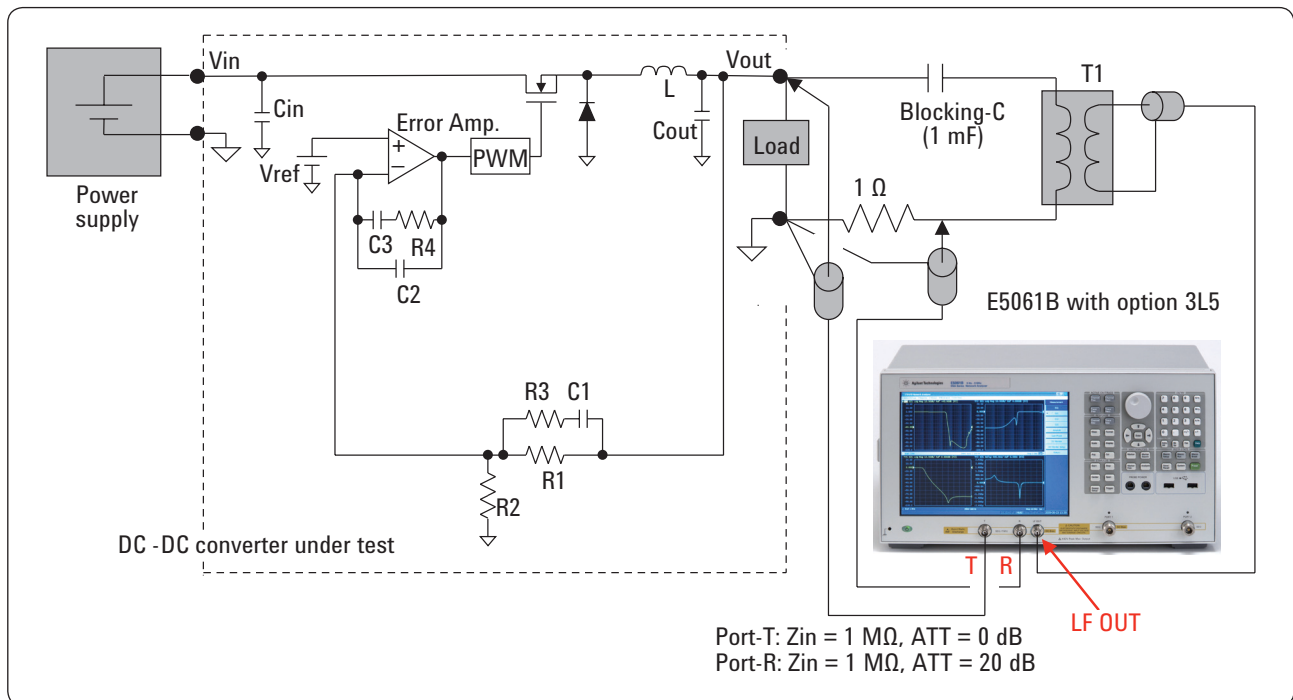 Vin
Vout
T1
Cin
L
Cout
Blocking-C
(1 mF)
Error Amp.
+
−
PWM
Load
Vref
Power
supply
1 Ω
C3
R4
C2
E5061B with option 3L5
Agilent Technologies
R3
C1
R1
R2
DC -DC converter under test
T
R
LF OUT
Port-T: Zin = 1 MΩ, ATT = 0 dB
Port-R: Zin = 1 MΩ, ATT = 20 dB